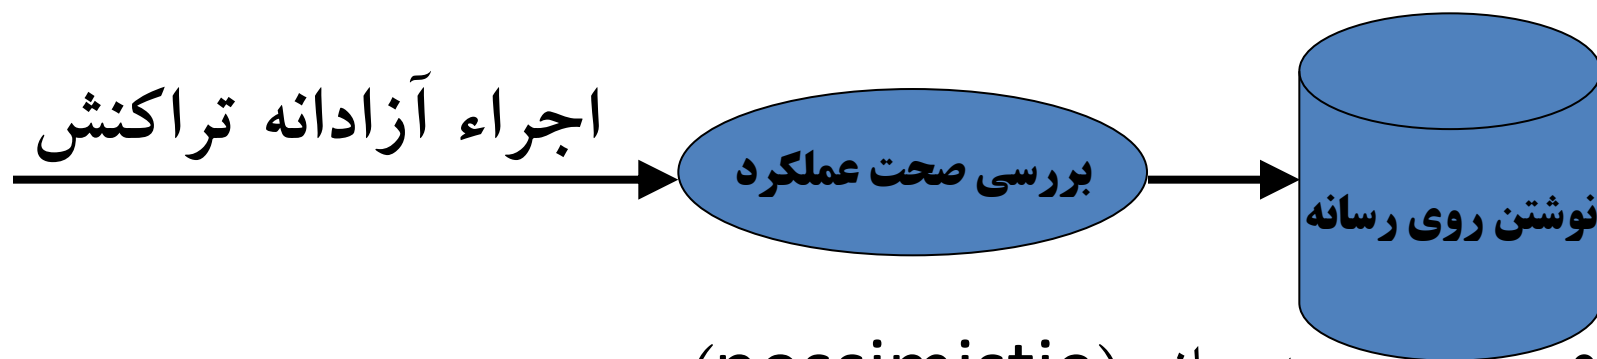 اجراء آزادانه تراکنش
بررسی صحت عملکرد
نوشتن روی رسانه
(pessimistic)